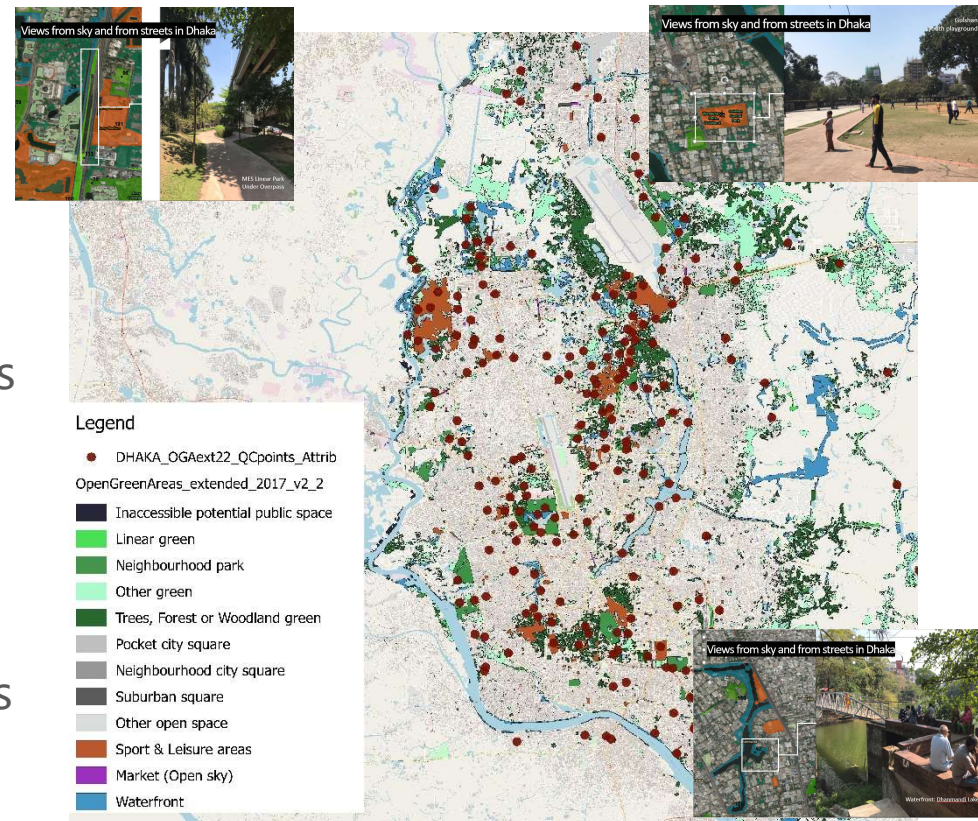 Views from sky and from streets in Dhaka
MES Linear Park
Under Overpass
Views from sky and from streets in Dhaka
youth playground
s
s
Legend
DHAKA_OGAext22_QCpoints_Attrib
OpenGreenAreas_extended_2017_v2_2
Inaccessible potential public space
Linear green
Neighbourhood park
Other green
Trees, Forest or Woodland green
Pocket city square
Neighbourhood city square
Suburban square
Other open space
Sport & Leisure areas
Market (Open sky)
Waterfront
Views from sky and from streets in Dhaka
Waterfront: Dhanmandi Lake